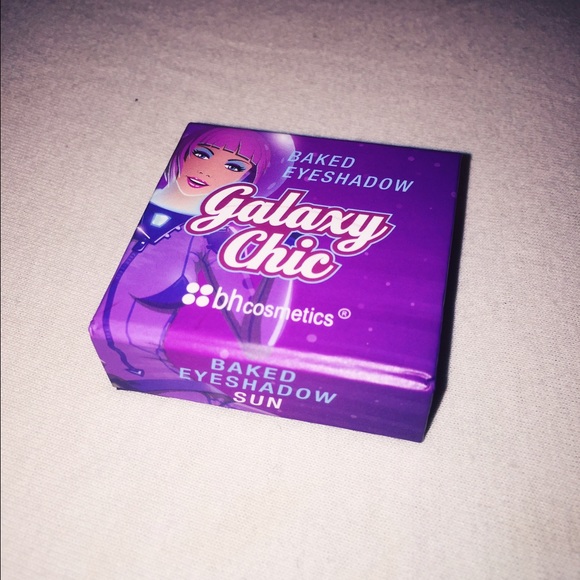 BAKED
EYESHADOW
Galaxy
Chic
bhcosmetics®
BAKED
EYESHADOW
SUN